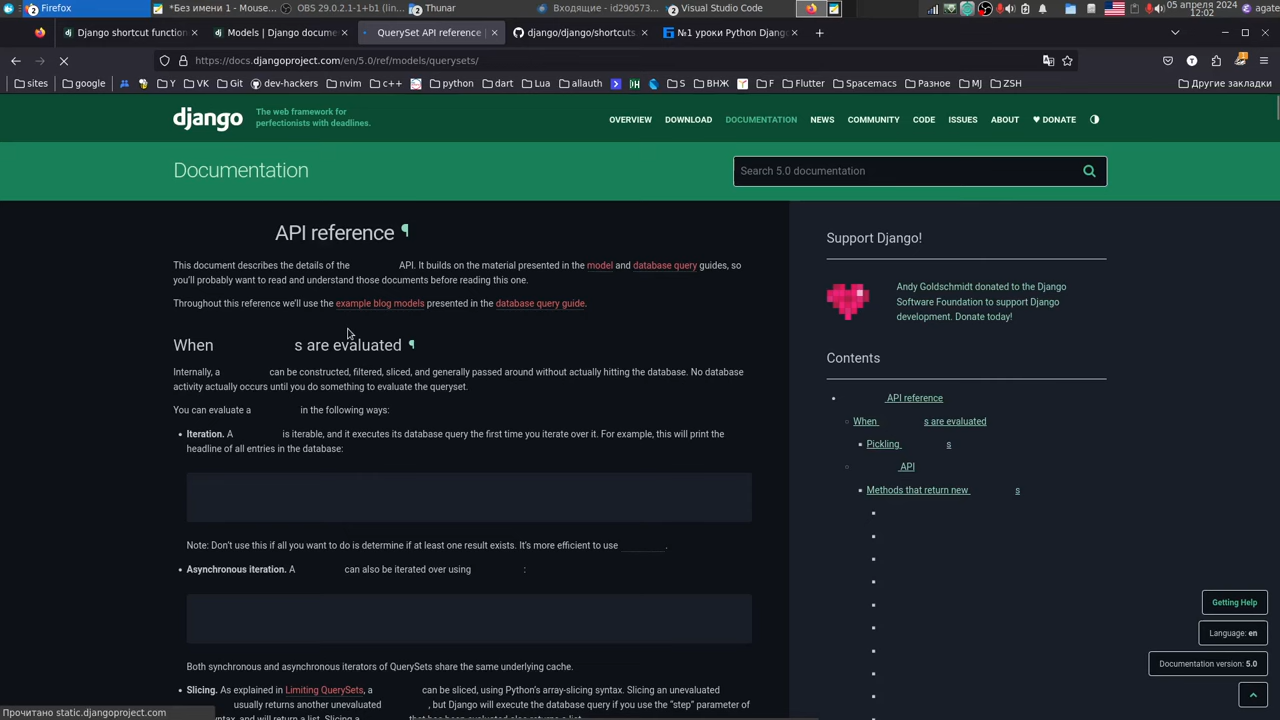 Firefox
2
*Без имени 1 - Mouse...
OBS 29.0.2.1-1+b1 (lin...
Thunar
2
Входящие - id290573...
Visual Studio Code
2
2
05 апреля 2024
12:02
agate
Django shortcut function
Models | Django docume
QuerySet API reference |
django/django/shortcuts
№1 уроки Python Djang
https://docs.djangoproject.com/en/5.0/ref/models/querysets/
sites
google
Y
VK
Git
dev-hackers
nvim
c++
python
dart
Lua
allauth
S
ВНЖ
F
Flutter
Spacemacs
Разное
MJ
ZSH
Другие закладки
django
The web framework for
perfectionists with deadlines.
OVERVIEW
DOWNLOAD
DOCUMENTATION
NEWS
COMMUNITY
CODE
ISSUES
ABOUT
♥ DONATE
Documentation
Search 5.0 documentation
API reference ¶
This document describes the details of the API. It builds on the material presented in the model and database query guides, so
you'll probably want to read and understand those documents before reading this one.
Throughout this reference we'll use the example blog models presented in the database query guide.
When s are evaluated ¶
Internally, a can be constructed, filtered, sliced, and generally passed around without actually hitting the database. No database
activity actually occurs until you do something to evaluate the queryset.
You can evaluate a in the following ways:
• Iteration. A is iterable, and it executes its database query the first time you iterate over it. For example, this will print the
headline of all entries in the database:
Note: Don't use this if all you want to do is determine if at least one result exists. It's more efficient to use .
• Asynchronous iteration. A can also be iterated over using :
Both synchronous and asynchronous iterators of QuerySets share the same underlying cache.
• Slicing. As explained in Limiting QuerySets, a can be sliced, using Python's array-slicing syntax. Slicing an unevaluated
usually returns another unevaluated , but Django will execute the database query if you use the "step" parameter of
Support Django!
Andy Goldschmidt donated to the Django
Software Foundation to support Django
development. Donate today!
Contents
API reference
When s are evaluated
Pickling s
API
Methods that return new s
Getting Help
Language: en
Documentation version: 5.0
Прочитано static.djangoproject.com